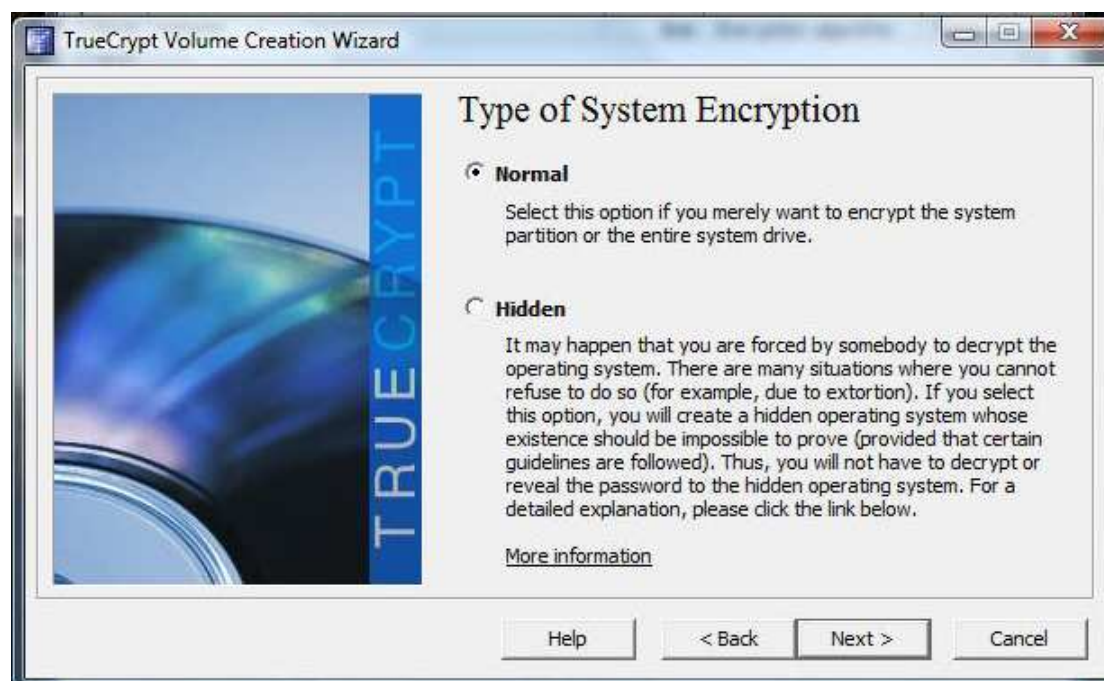 TrueCrypt Volume Creation Wizard
TRUECRYPT
Type of System Encryption
Normal
Select this option if you merely want to encrypt the system
partition or the entire system drive.
Hidden
It may happen that you are forced by somebody to decrypt the
operating system. There are many situations where you cannot
refuse to do so (for example, due to extortion). If you select
this option, you will create a hidden operating system whose
existence should be impossible to prove (provided that certain
guidelines are followed). Thus, you will not have to decrypt or
reveal the password to the hidden operating system. For a
detailed explanation, please click the link below.
More information
Help
< Back
Next >
Cancel